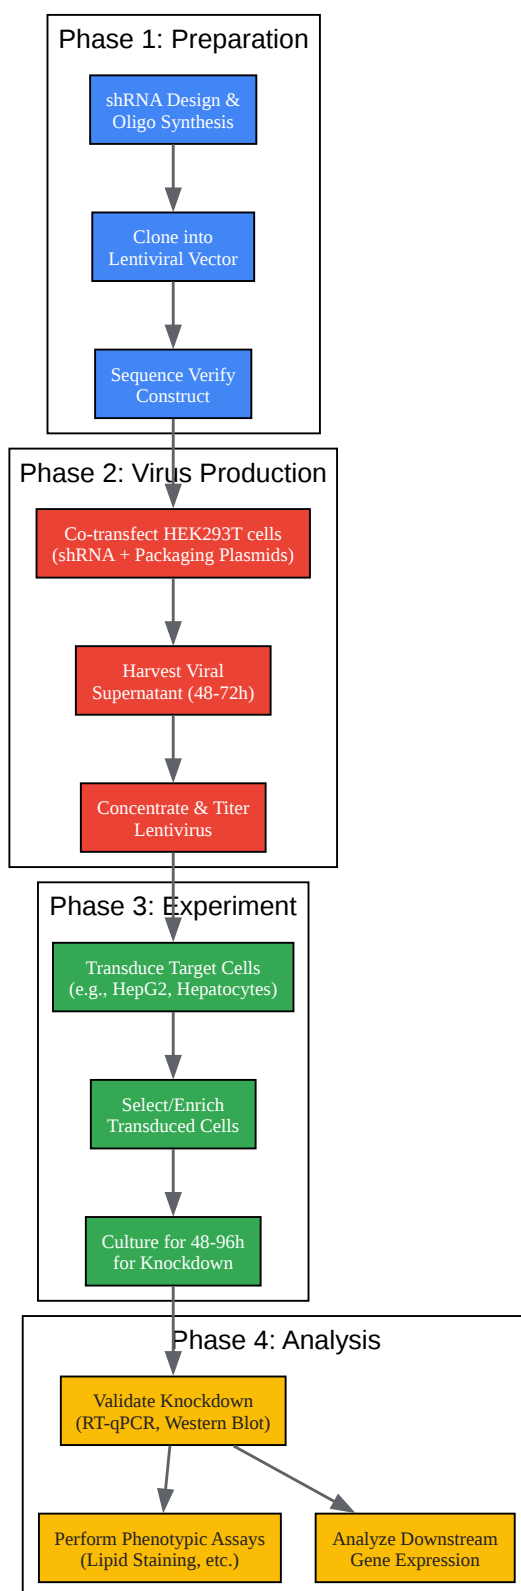 Phase 1: Preparation
shRNA Design &
Oligo Synthesis
Clone into
Lentiviral Vector
Sequence Verify
Construct
Phase 2: Virus Production
Co-transfect HEK293T cells
(shRNA + Packaging Plasmids)
Harvest Viral
Supernatant (48-72h)
Concentrate & Titer
Lentivirus
Phase 3: Experiment
Transduce Target Cells
(e.g., HepG2, Hepatocytes)
Select/Enrich
Transduced Cells
Culture for 48-96h
for Knockdown
Phase 4: Analysis
Validate Knockdown
(RT-qPCR, Western Blot)
Perform Phenotypic Assays
(Lipid Staining, etc.)
Analyze Downstream
Gene Expression